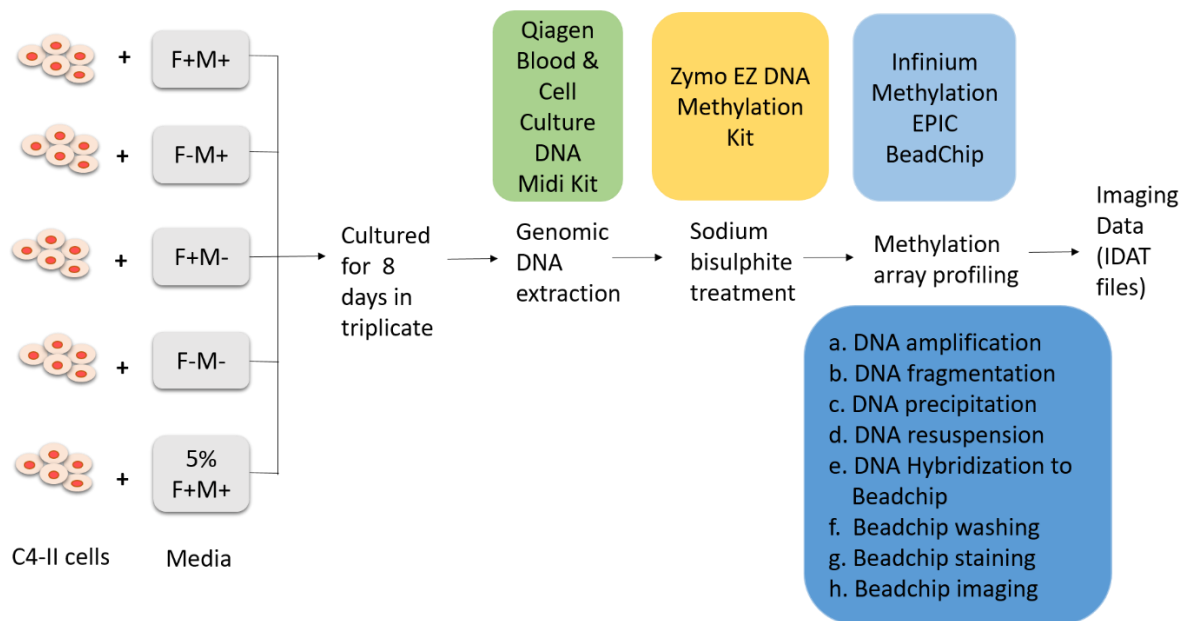 +
F+M+
+
F-M+
+
F+M-
+
F-M-
+
5%
F+M+
C4-II cells
Media
Cultured
for 8
days in
triplicate
Qiagen
Blood &
Cell
Culture
DNA
Midi Kit
Genomic
DNA
extraction
Zymo EZ DNA
Methylation
Kit
Sodium
bisulphite
treatment
Infinium
Methylation
EPIC
BeadChip
Methylation
array profiling
a. DNA amplification
b. DNA fragmentation
c. DNA precipitation
d. DNA resuspension
e. DNA Hybridization to
Beadchip
f. Beadchip washing
g. Beadchip staining
h. Beadchip imaging
Imaging
Data
(IDAT
files)